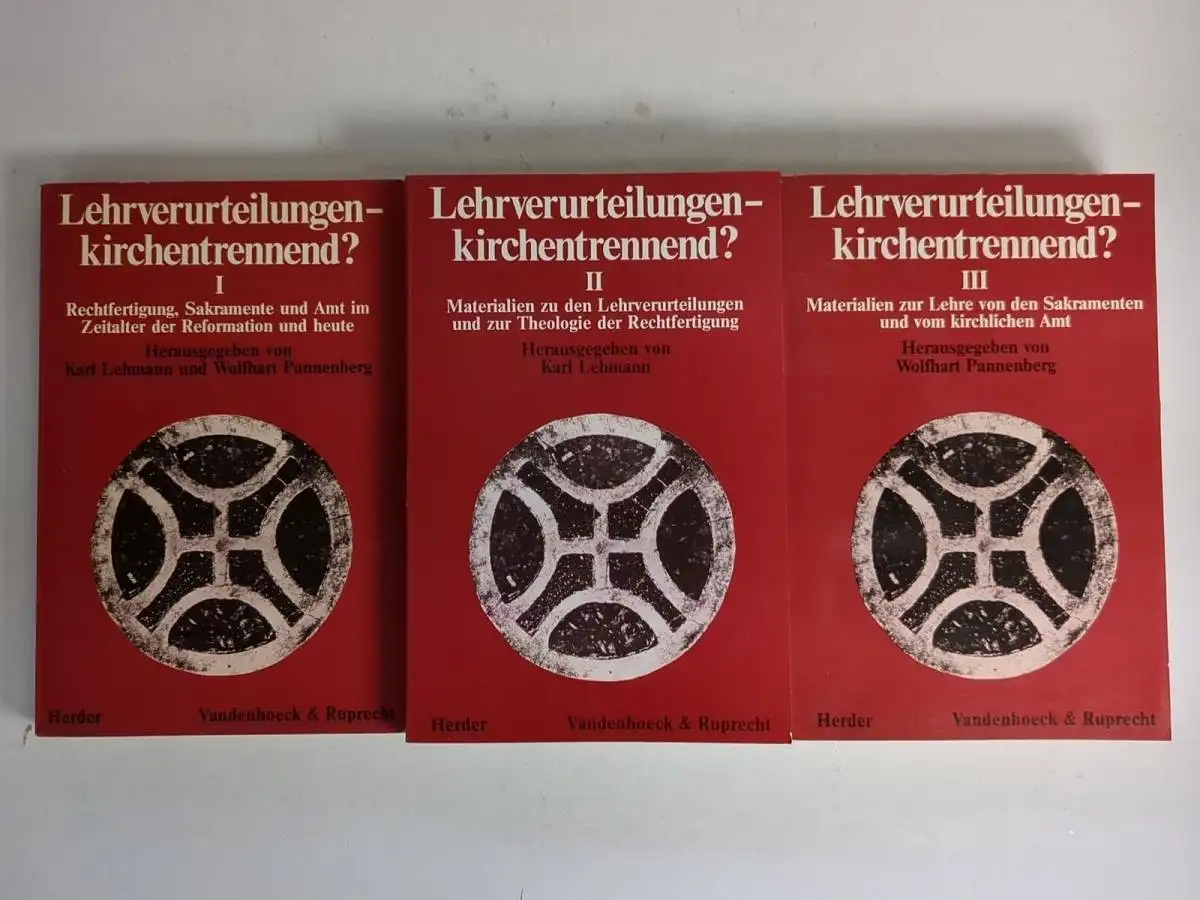 Lehrverurteilungen–
kirchentrennend?
I
Rechtfertigung, Sakramente und Amt im
Zeitalter der Reformation und heute
Herausgegeben von
Karl Lehmann und Wolfhart Pannenberg
Herder
Vandenhoeck & Ruprecht
Lehrverurteilungen–
kirchentrennend?
II
Materialien zu den Lehrverurteilungen
und zur Theologie der Rechtfertigung
Herausgegeben von
Karl Lehmann
Herder
Vandenhoeck & Ruprecht
Lehrverurteilungen–
kirchentrennend?
III
Materialien zur Lehre von den Sakramenten
und vom kirchlichen Amt
Herausgegeben von
Wolfhart Pannenberg
Herder
Vandenhoeck & Ruprecht